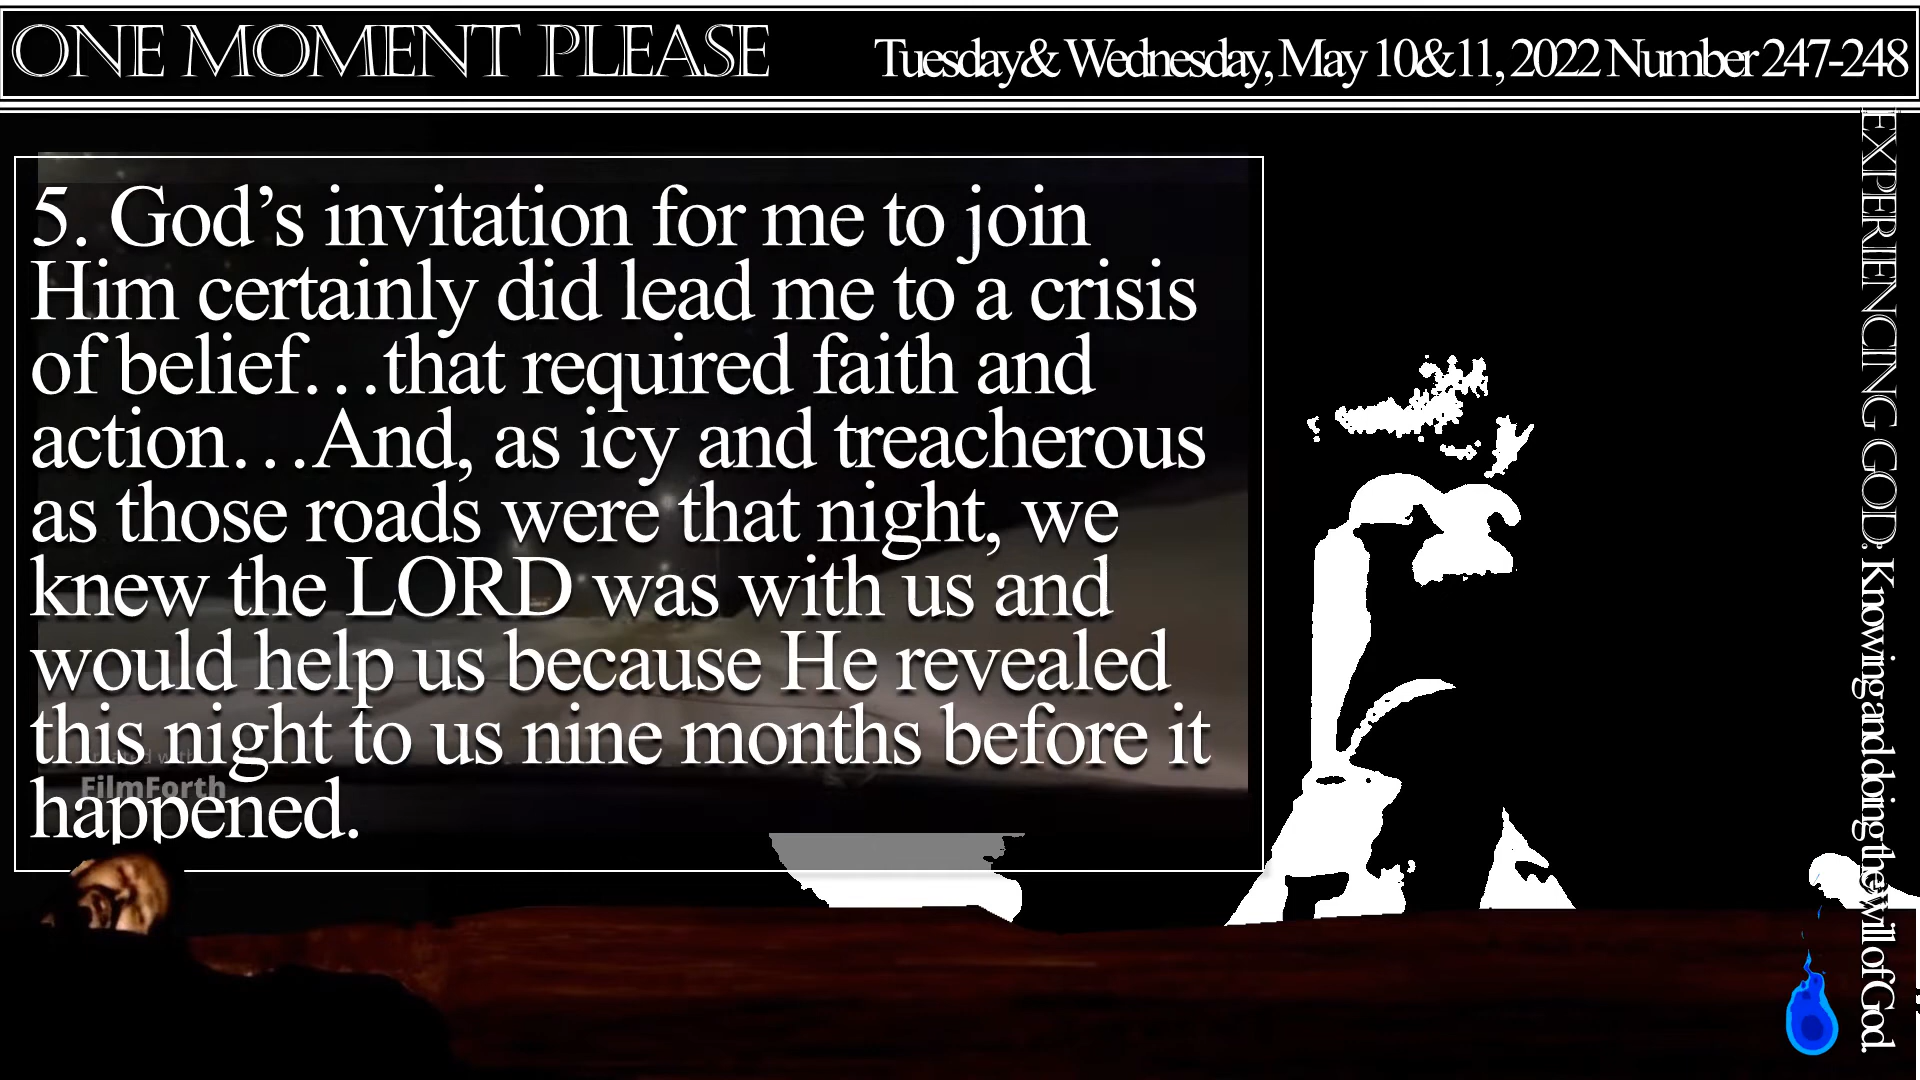 ONE MOMENT PLEASE
Tuesday & Wednesday, May 10&11, 2022 Number 247-248
5. God’s invitation for me to join
Him certainly did lead me to a crisis
of belief…that required faith and
action…And, as icy and treacherous
as those roads were that night, we
knew the LORD was with us and
would help us because He revealed
this night to us nine months before it
happened.
FilmForth
EXPERIENCING GOD: Knowing and doing the will of God.